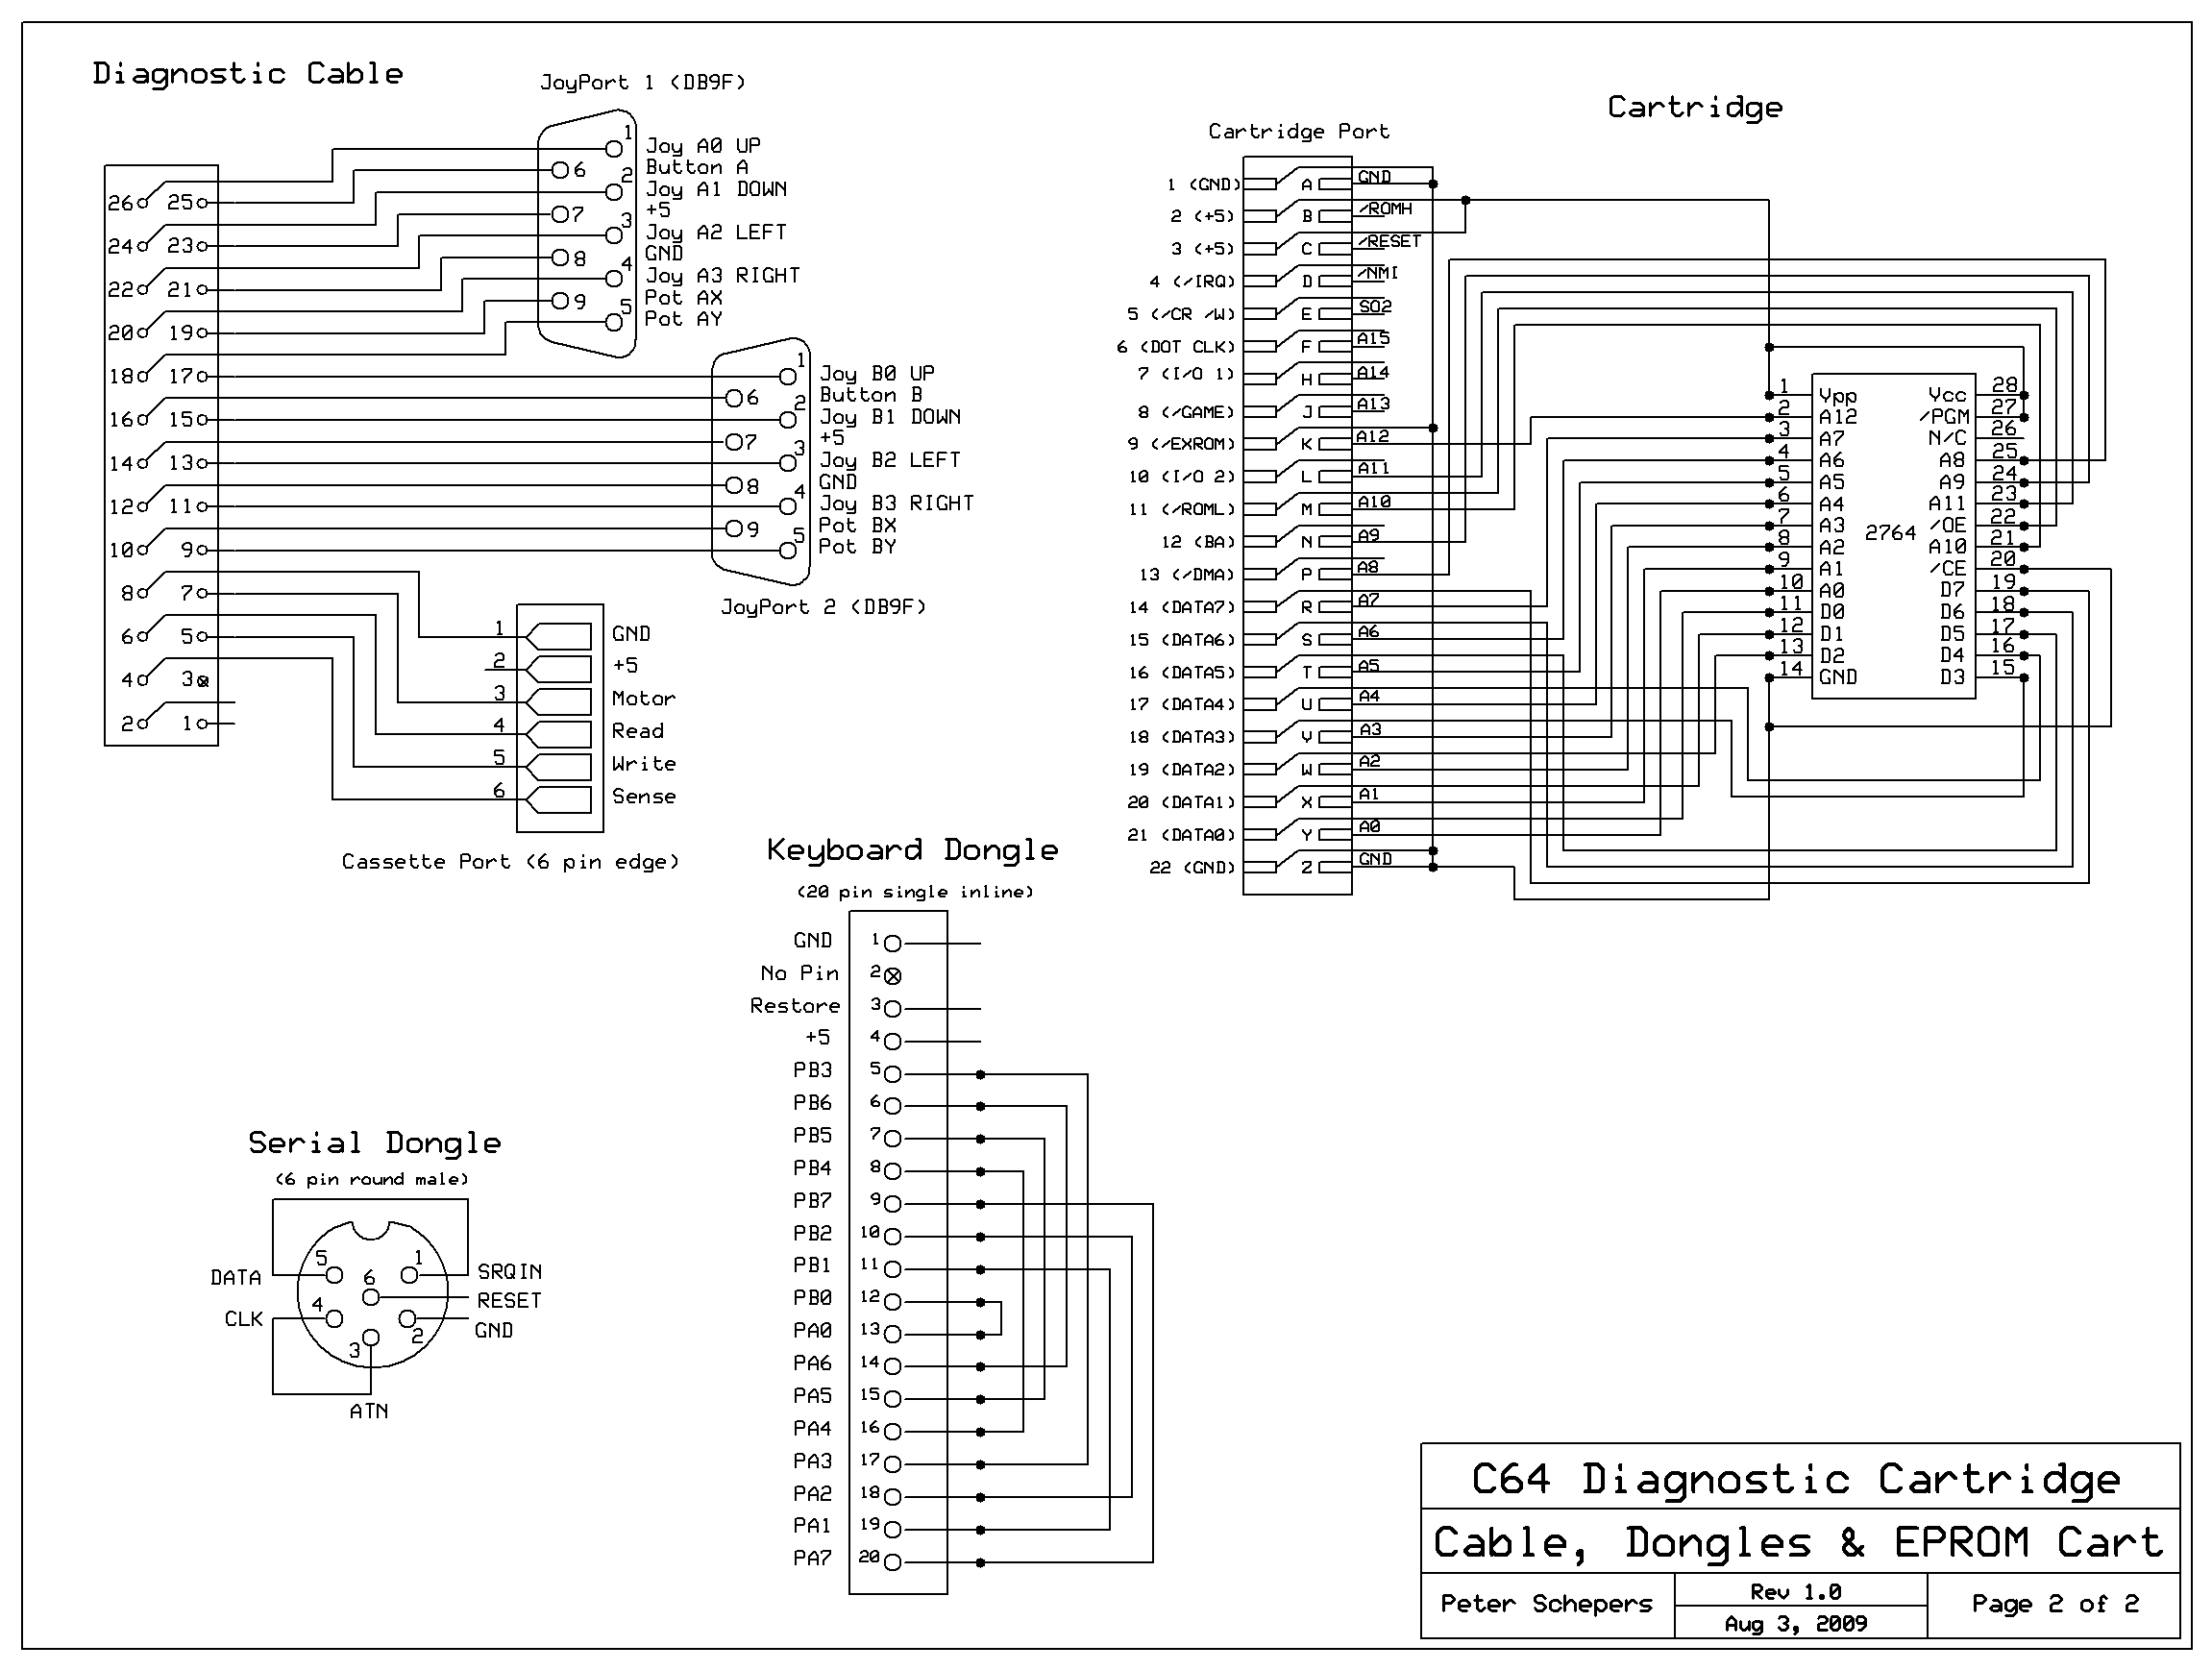 Diagnostic Cable
JoyPort 1 (DB9F)
1
Joy A0 UP
6
Button A
2
Joy A1 DOWN
7
+5
3
Joy A2 LEFT
8
GND
4
Joy A3 RIGHT
9
Pot AX
5
Pot AY
26 25
24 23
22 21
20 19
18 17
16 15
14 13
12 11
10 9
8 7
6 5
4 3
2 1
1
Joy B0 UP
6
Button B
2
Joy B1 DOWN
7
+5
3
Joy B2 LEFT
8
GND
4
Joy B3 RIGHT
9
Pot BX
5
Pot BY
JoyPort 2 (DB9F)
1 GND
2 +5
3 Motor
4 Read
5 Write
6 Sense
Cassette Port (6 pin edge)
Cartridge
Cartridge Port
1 (GND) A GND
2 (+5) B /ROMH
3 (+5) C /RESET
4 (/IRQ) D /NMI
5 (/CR /W) E SO2
6 (DOT CLK) F A15
7 (I/O 1) H A14
8 (/GAME) J A13
9 (/EXROM) K A12
10 (I/O 2) L A11
11 (/ROML) M A10
12 (BA) N A9
13 (/DMA) P A8
14 (DATA7) R A7
15 (DATA6) S A6
16 (DATA5) T A5
17 (DATA4) U A4
18 (DATA3) V A3
19 (DATA2) W A2
20 (DATA1) X A1
21 (DATA0) Y A0
22 (GND) Z GND
1 Vpp Vcc 28
2 A12 /PGM 27
3 A7 N/C 26
4 A6 A8 25
5 A5 A9 24
6 A4 A11 23
7 A3 /OE 22
2764
8 A2 A10 21
9 A1 /CE 20
10 A0 D7 19
11 D0 D6 18
12 D1 D5 17
13 D2 D4 16
14 GND D3 15
Keyboard Dongle
(20 pin single inline)
GND 1
No Pin 2
Restore 3
+5 4
PB3 5
PB6 6
PB5 7
PB4 8
PB7 9
PB2 10
PB1 11
PB0 12
PA0 13
PA6 14
PA5 15
PA4 16
PA3 17
PA2 18
PA1 19
PA7 20
Serial Dongle
(6 pin round male)
5 1
DATA 6 SRQIN
RESET
CLK 4 GND
3 2
ATN
C64 Diagnostic Cartridge
Cable, Dongles & EPROM Cart
Peter Schepers
Rev 1.0
Aug 3, 2009
Page 2 of 2